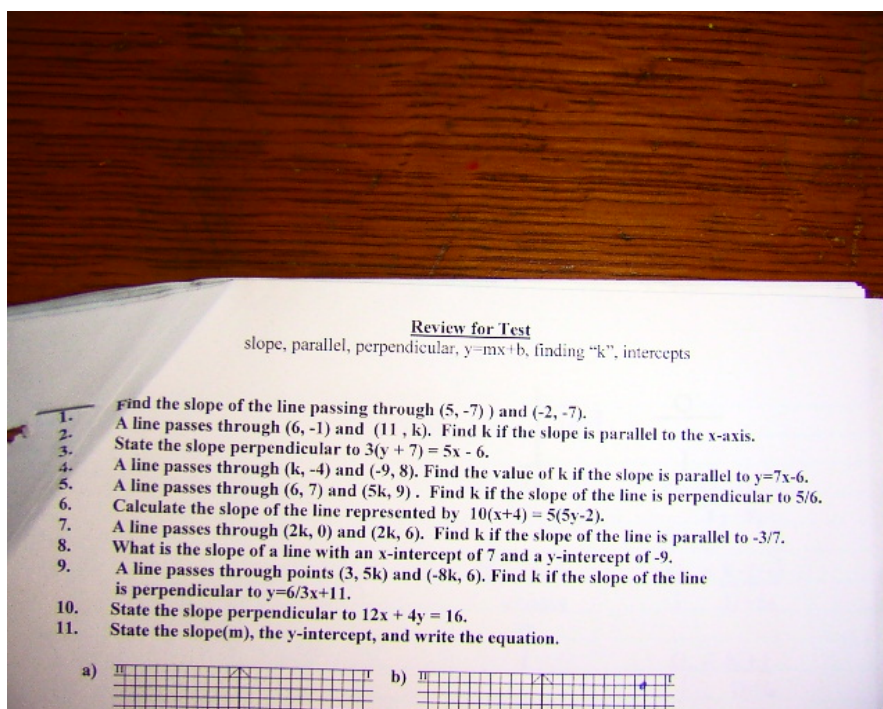 Review for Test
slope, parallel, perpendicular, y=mx+b, finding “k”, intercepts
1. Find the slope of the line passing through (5, -7) ) and (-2, -7).
2. A line passes through (6, -1) and (11 , k). Find k if the slope is parallel to the x-axis.
3. State the slope perpendicular to 3(y + 7) = 5x - 6.
4. A line passes through (k, -4) and (-9, 8). Find the value of k if the slope is parallel to y=7x-6.
5. A line passes through (6, 7) and (5k, 9) . Find k if the slope of the line is perpendicular to 5/6.
6. Calculate the slope of the line represented by 10(x+4) = 5(5y-2).
7. A line passes through (2k, 0) and (2k, 6). Find k if the slope of the line is parallel to -3/7.
8. What is the slope of a line with an x-intercept of 7 and a y-intercept of -9.
9. A line passes through points (3, 5k) and (-8k, 6). Find k if the slope of the line
is perpendicular to y=6/3x+11.
10. State the slope perpendicular to 12x + 4y = 16.
11. State the slope(m), the y-intercept, and write the equation.
a) II I b) II I